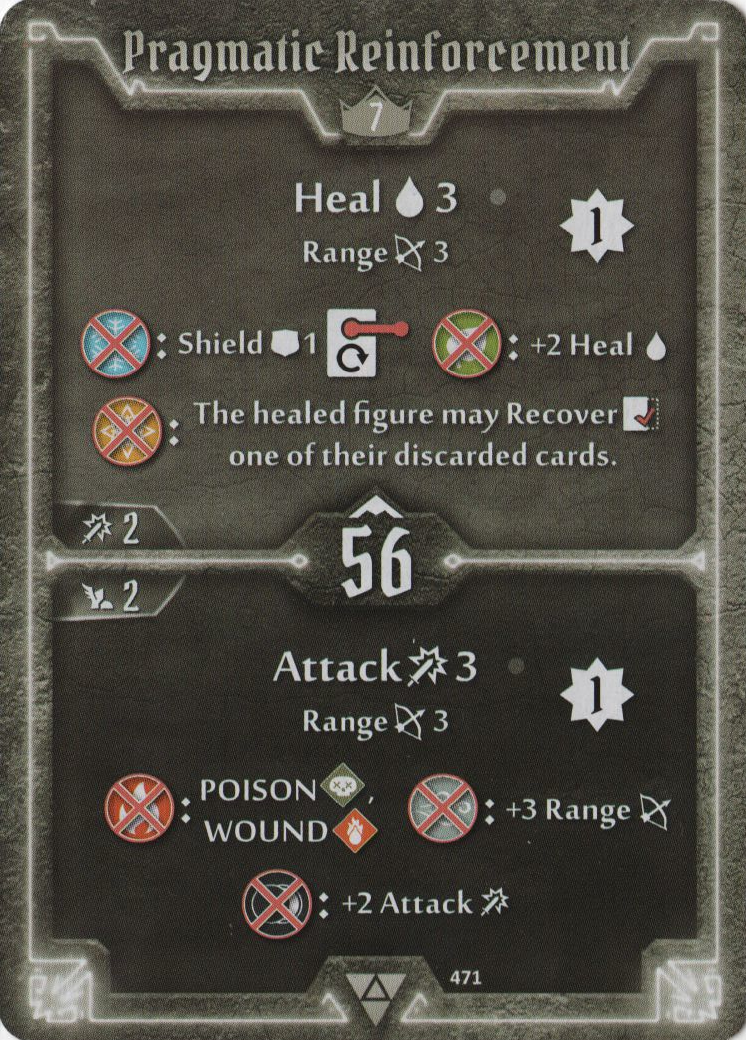 Pragmatic Reinforcement
7
Heal 3
Range 3
1
: Shield 1 : +2 Heal
: The healed figure may Recover
one of their discarded cards.
2
56
2
Attack 3
Range 3
1
: POISON , : +3 Range
WOUND
: +2 Attack
471